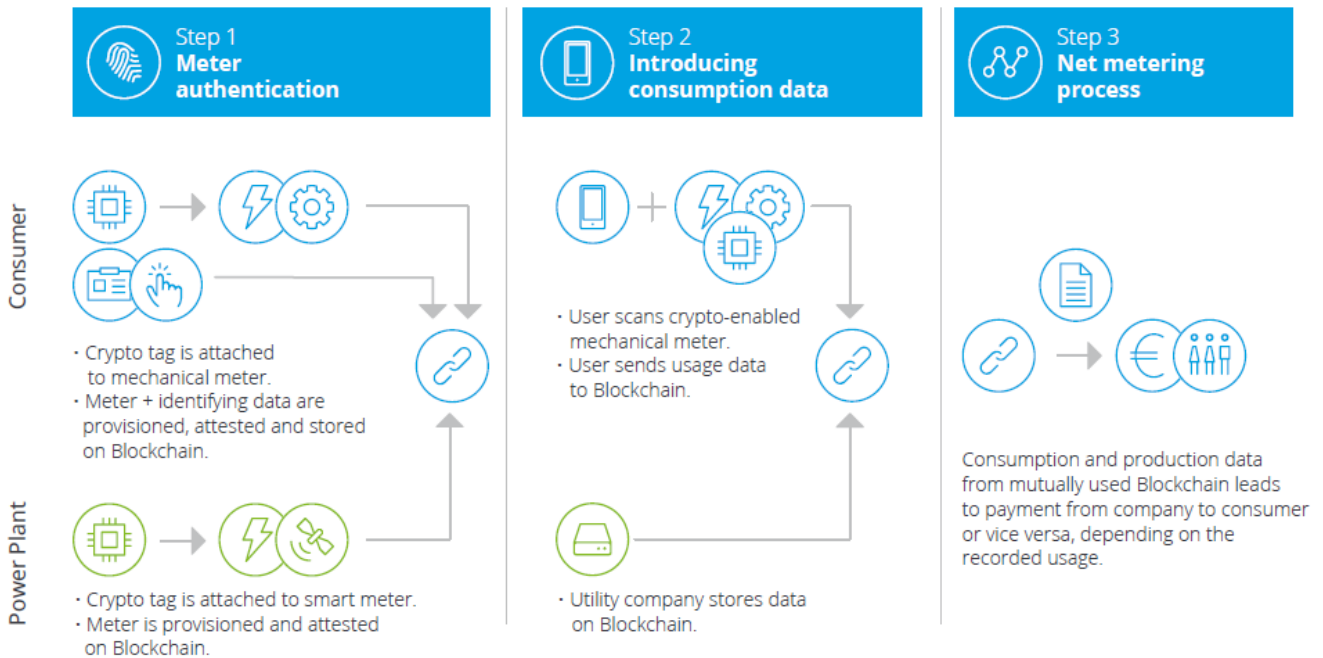 Step 1
Meter
authentication
Step 2
Introducing
consumption data
Step 3
Net metering
process
Consumer
· Crypto tag is attached
to mechanical meter.
· Meter + identifying data are
provisioned, attested and stored
on Blockchain.
· User scans crypto-enabled
mechanical meter.
· User sends usage data
to Blockchain.
Consumption and production data
from mutually used Blockchain leads
to payment from company to consumer
or vice versa, depending on the
recorded usage.
Power Plant
· Crypto tag is attached to smart meter.
· Meter is provisioned and attested
on Blockchain.
· Utility company stores data
on Blockchain.